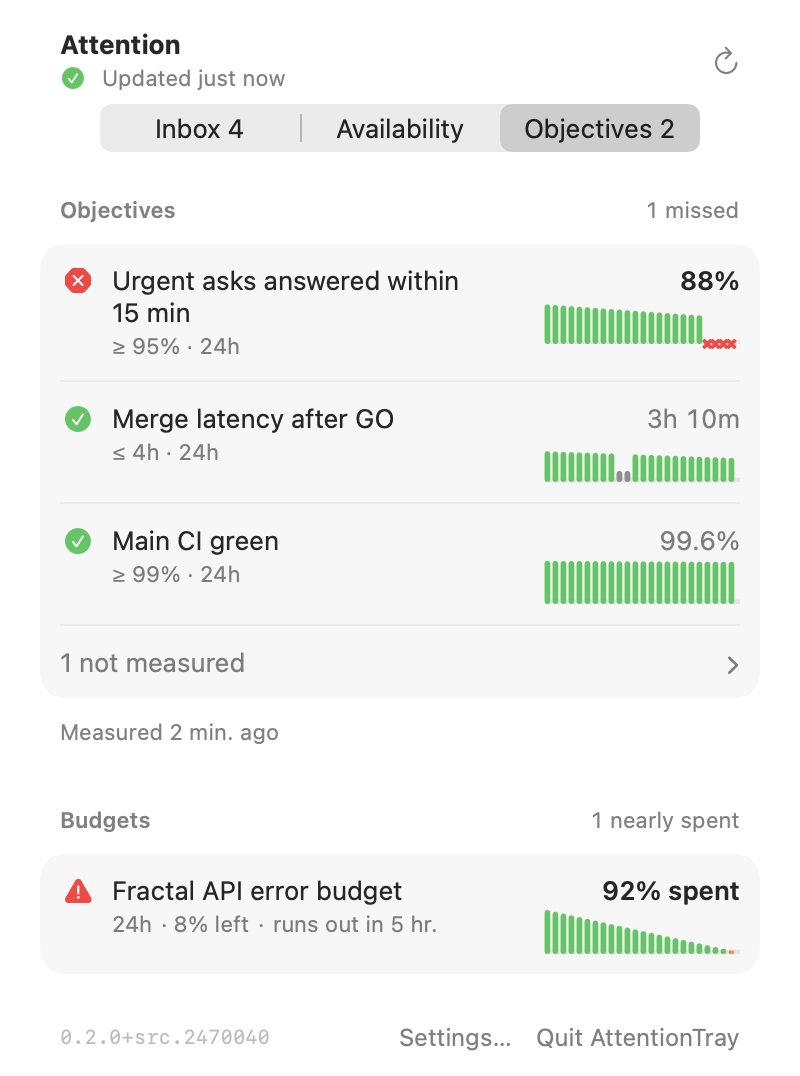 Attention
Updated just now
Inbox 4
Availability
Objectives 2
Objectives
1 missed
Urgent asks answered within
15 min
88%
≥ 95% · 24h
Merge latency after GO
3h 10m
≤ 4h · 24h
Main CI green
99.6%
≥ 99% · 24h
1 not measured
Measured 2 min. ago
Budgets
1 nearly spent
Fractal API error budget
92% spent
24h · 8% left · runs out in 5 hr.
0.2.0+src.2470040
Settings...
Quit AttentionTray